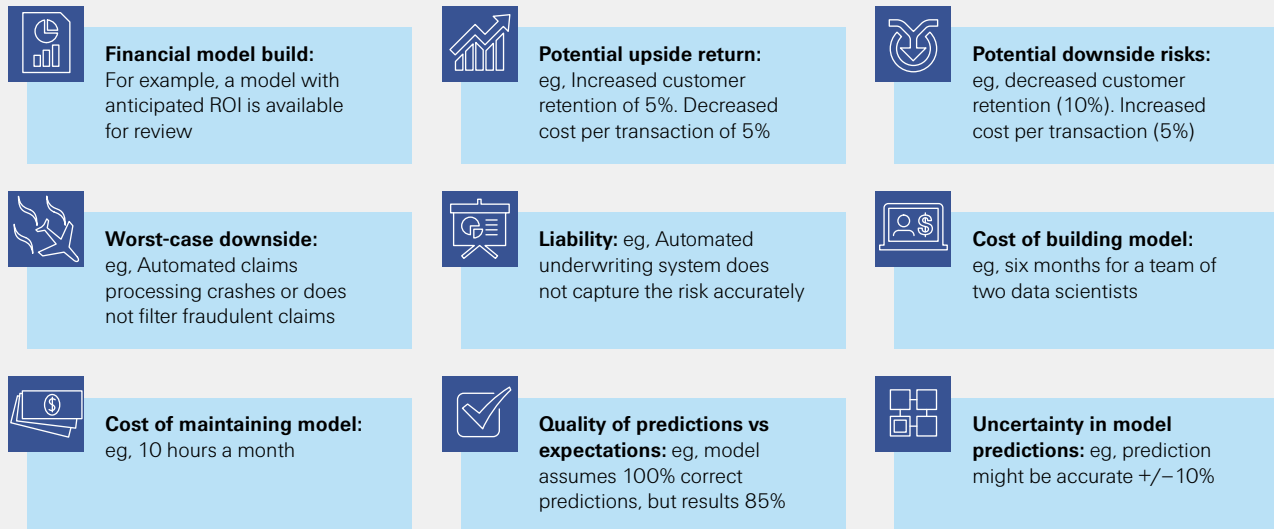 Financial model build:
For example, a model with
anticipated ROI is available
for review
Potential upside return:
eg, Increased customer
retention of 5%. Decreased
cost per transaction of 5%
Potential downside risks:
eg, decreased customer
retention (10%). Increased
cost per transaction (5%)
Worst-case downside:
eg, Automated claims
processing crashes or does
not filter fraudulent claims
Liability: eg, Automated
underwriting system does
not capture the risk accurately
Cost of building model:
eg, six months for a team of
two data scientists
Cost of maintaining model:
eg, 10 hours a month
Quality of predictions vs
expectations: eg, model
assumes 100% correct
predictions, but results 85%
Uncertainty in model
predictions: eg, prediction
might be accurate +/−10%